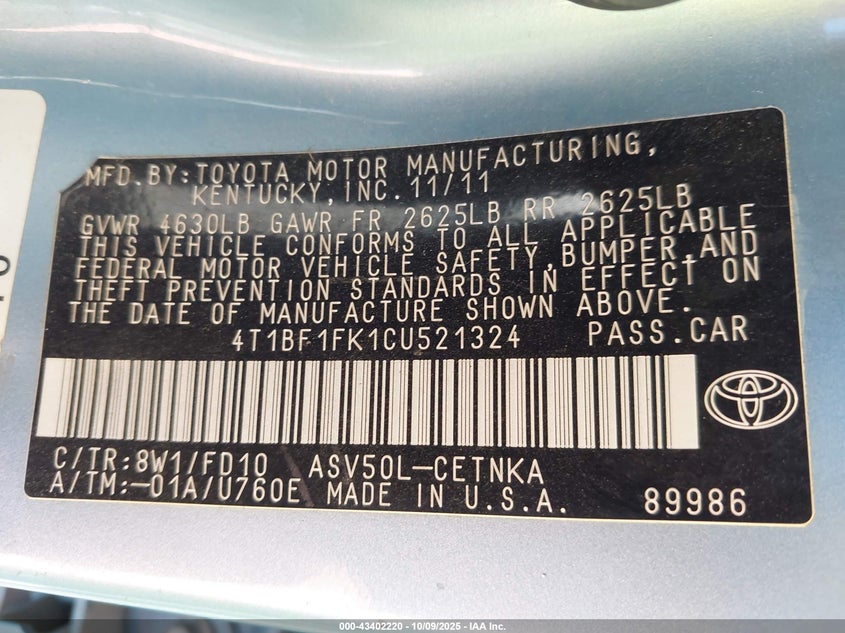 MFD.BY:TOYOTA MOTOR MANUFACTURING,
KENTUCKY,INC.11/11
GVWR 4630LB GAWR FR 2625LB RR 2625LB
THIS VEHICLE CONFORMS TO ALL APPLICABLE
FEDERAL MOTOR VEHICLE SAFETY,BUMPER,AND
THEFT PREVENTION STANDARDS IN EFFECT ON
THE DATE OF MANUFACTURE SHOWN ABOVE.
4T1BF1FK1CU521324 PASS.CAR
C/TR:8W1/FD10 ASV50L-CETNKA
A/TM:-01A/U760E MADE IN U.S.A. 89986
000-43402220 - 10/09/2025 - IAA Inc.